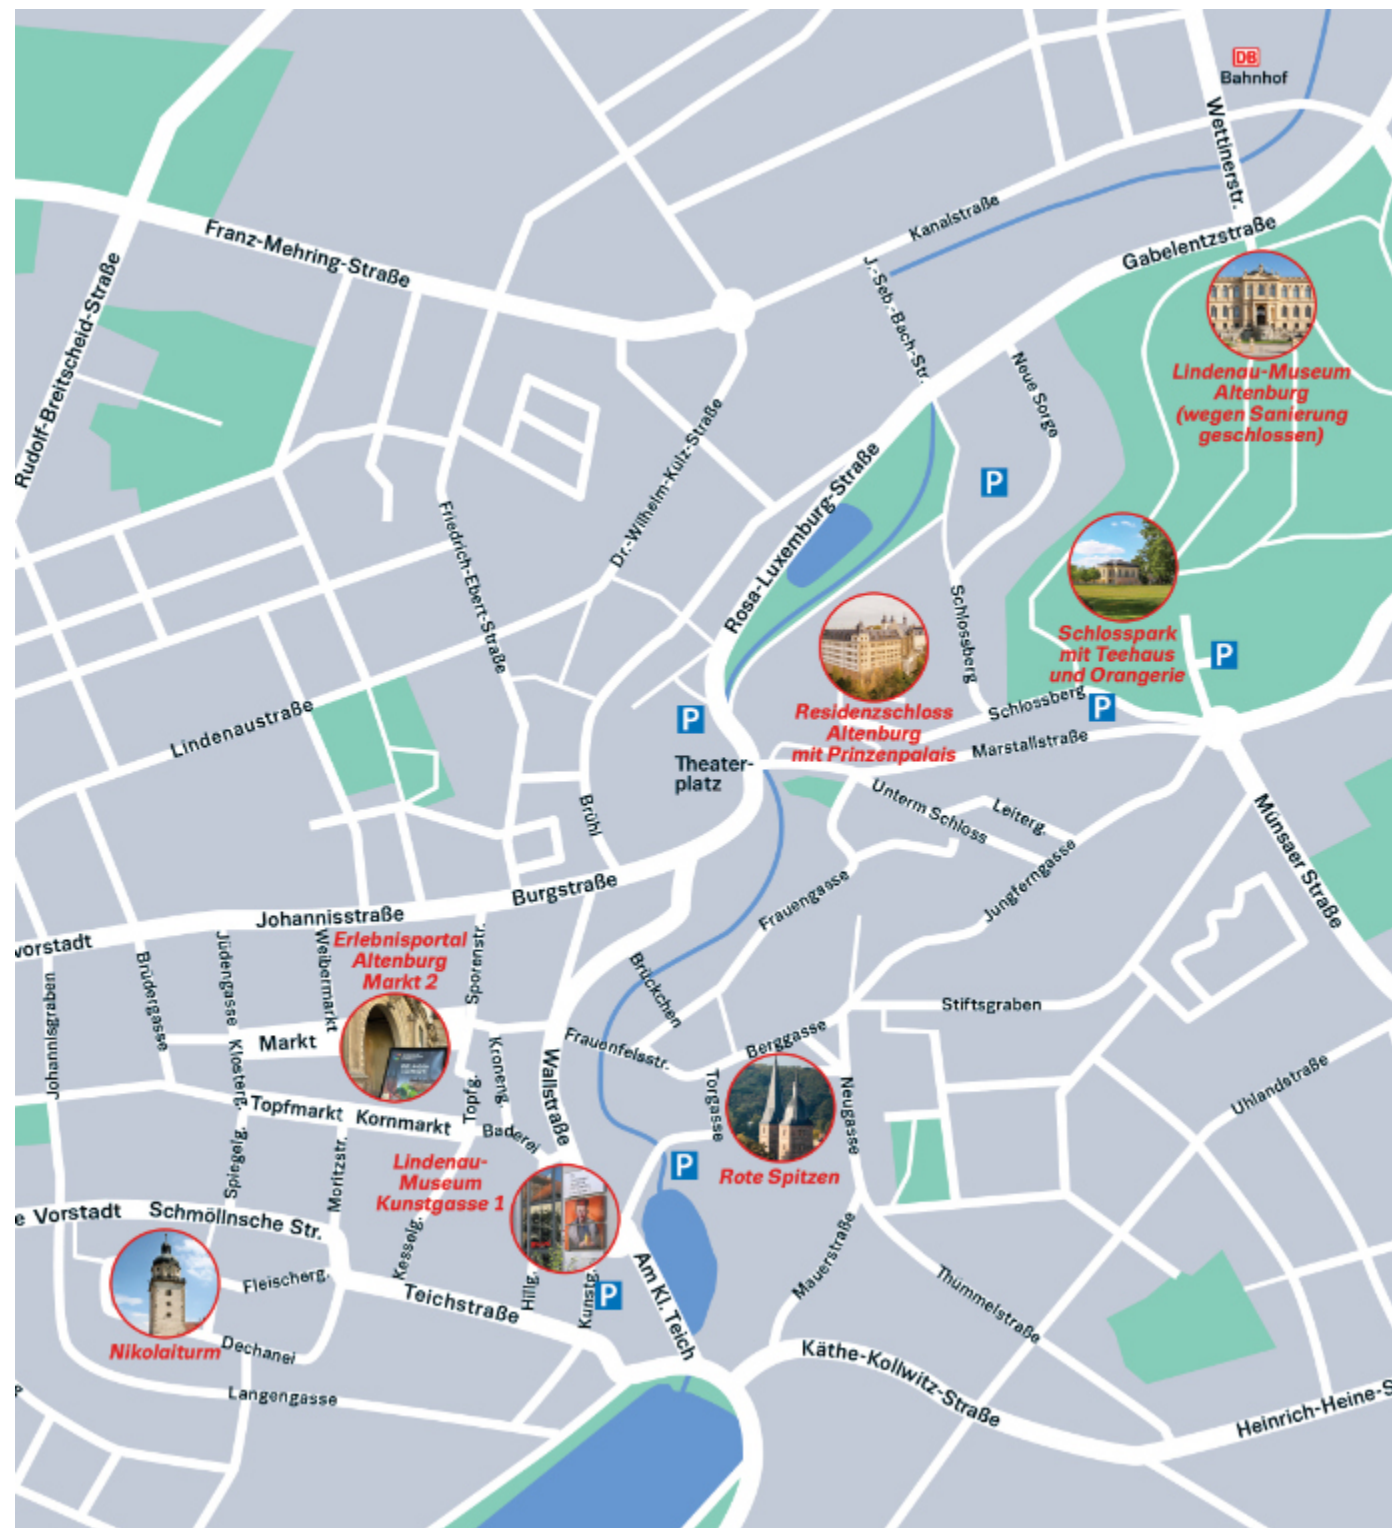 DB
Bahnhof
Wettinerstr.
Kanalstraße
Franz-Mehring-Straße
Gabelentzstraße
J.-Seb.-Bach-Str.
Rudolf-Breitscheid-Straße
Neue Sorge
Lindenau-Museum
Altenburg
(wegen Sanierung
geschlossen)
Dr.-Wilhelm-Külz-Straße
Rosa-Luxemburg-Straße
P
Friedrich-Ebert-Straße
Schlossberg
Schlosspark
mit Teehaus
und Orangerie
P
Lindenaustraße
P
Residenzschloss
Altenburg
mit Prinzenpalais
Schlossberg
P
Marstallstraße
Theater-
platz
Brühl
Unterm Schloss
Leiterg.
Münsaer Straße
Jungferngasse
Frauengasse
Burgstraße
Johannisstraße
vorstadt
Erlebnisportal
Altenburg
Markt 2
Johannisgraben
Brüdergasse
Jüdengasse
Weibermarkt
Sporenstr.
Brückchen
Stiftsgraben
Markt
Klosterg.
Kroneng.
Wallstraße
Frauenfelsstr.
Berggasse
Topfmarkt
Kornmarkt
Topfg.
Baderei
Torgasse
Neugasse
Uhlandstraße
Spiegelg.
Moritzstr.
Lindenau-
Museum
Kunstgasse 1
P
Rote Spitzen
e Vorstadt
Schmöllnsche Str.
Kesselg.
Fleischerg.
Teichstraße
Hillg.
Kunstg.
P
Am Kl. Teich
Mauerstraße
Thümmelstraße
Nikolaiturm
Dechanei
Langengasse
Käthe-Kollwitz-Straße
Heinrich-Heine-S